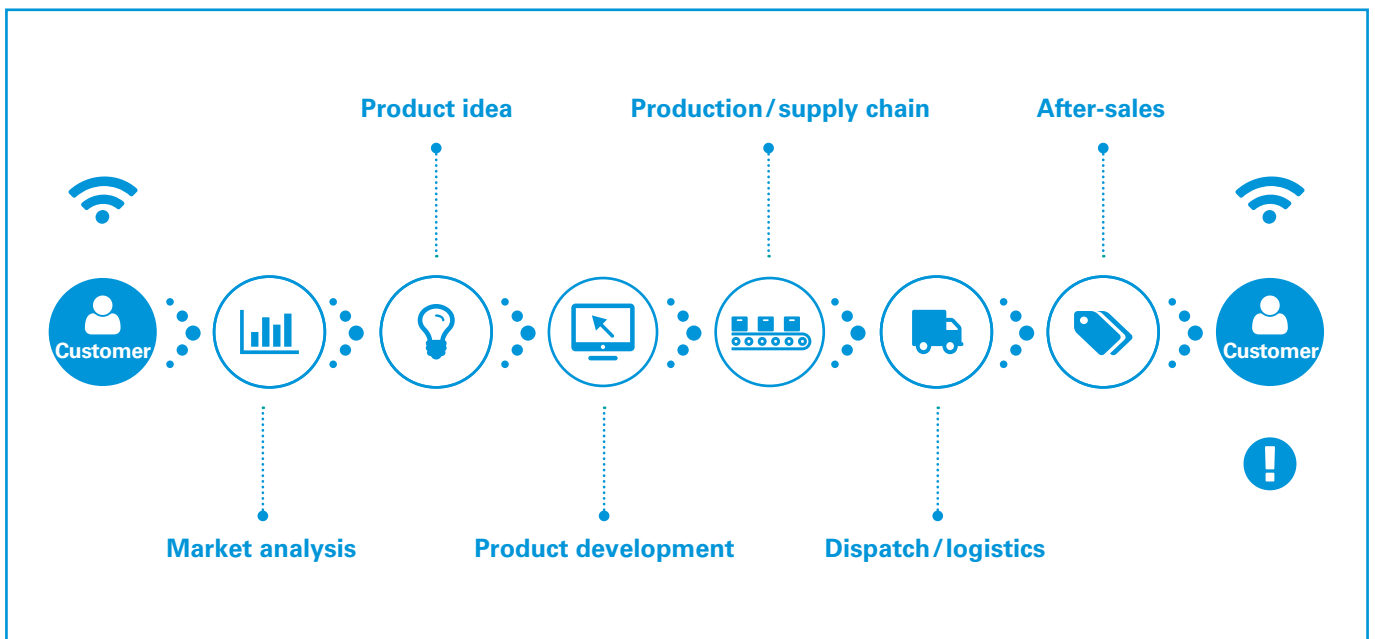 Product idea
Production/supply chain
After-sales
Customer
Customer
Market analysis
Product development
Dispatch/logistics